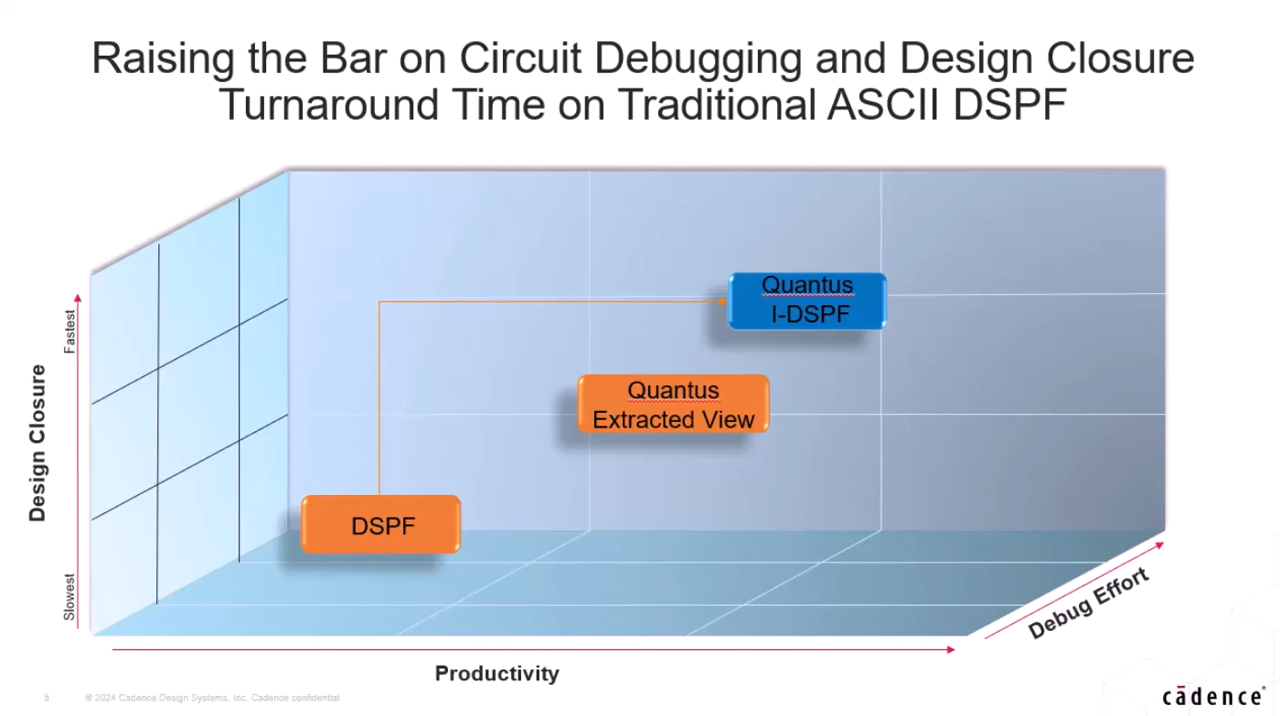 Raising the Bar on Circuit Debugging and Design Closure
Turnaround Time on Traditional ASCII DSPF
Fastest
Design Closure
Slowest
Quantus
I-DSPF
Quantus
Extracted View
DSPF
Debug Effort
Productivity
5
© 2024 Cadence Design Systems, Inc. Cadence confidential
cādence®